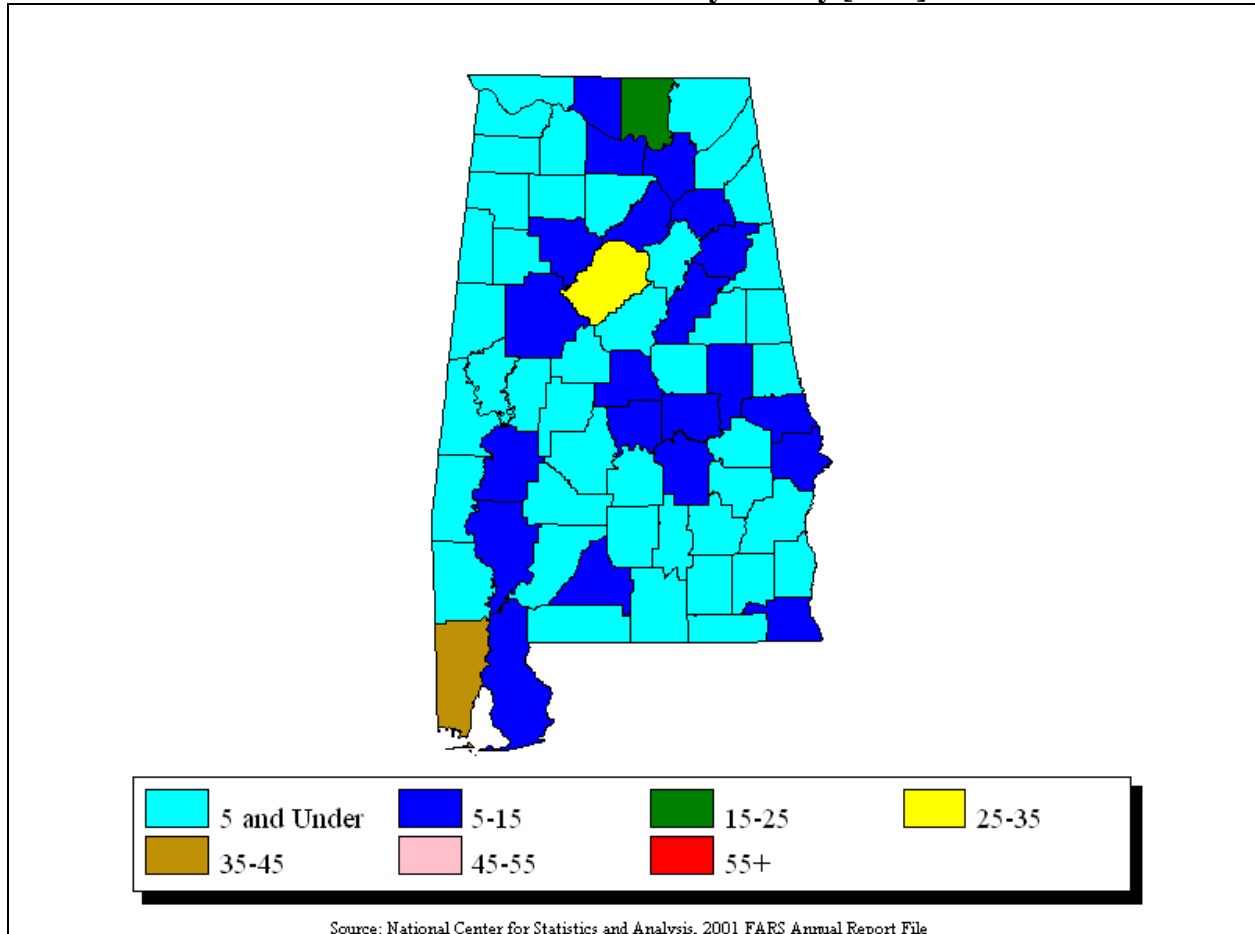 5 and Under 5-15 15-25 25-35
35-45 45-55 55+
Source: National Center for Statistics and Analysis, 2001 FARS Annual Report File